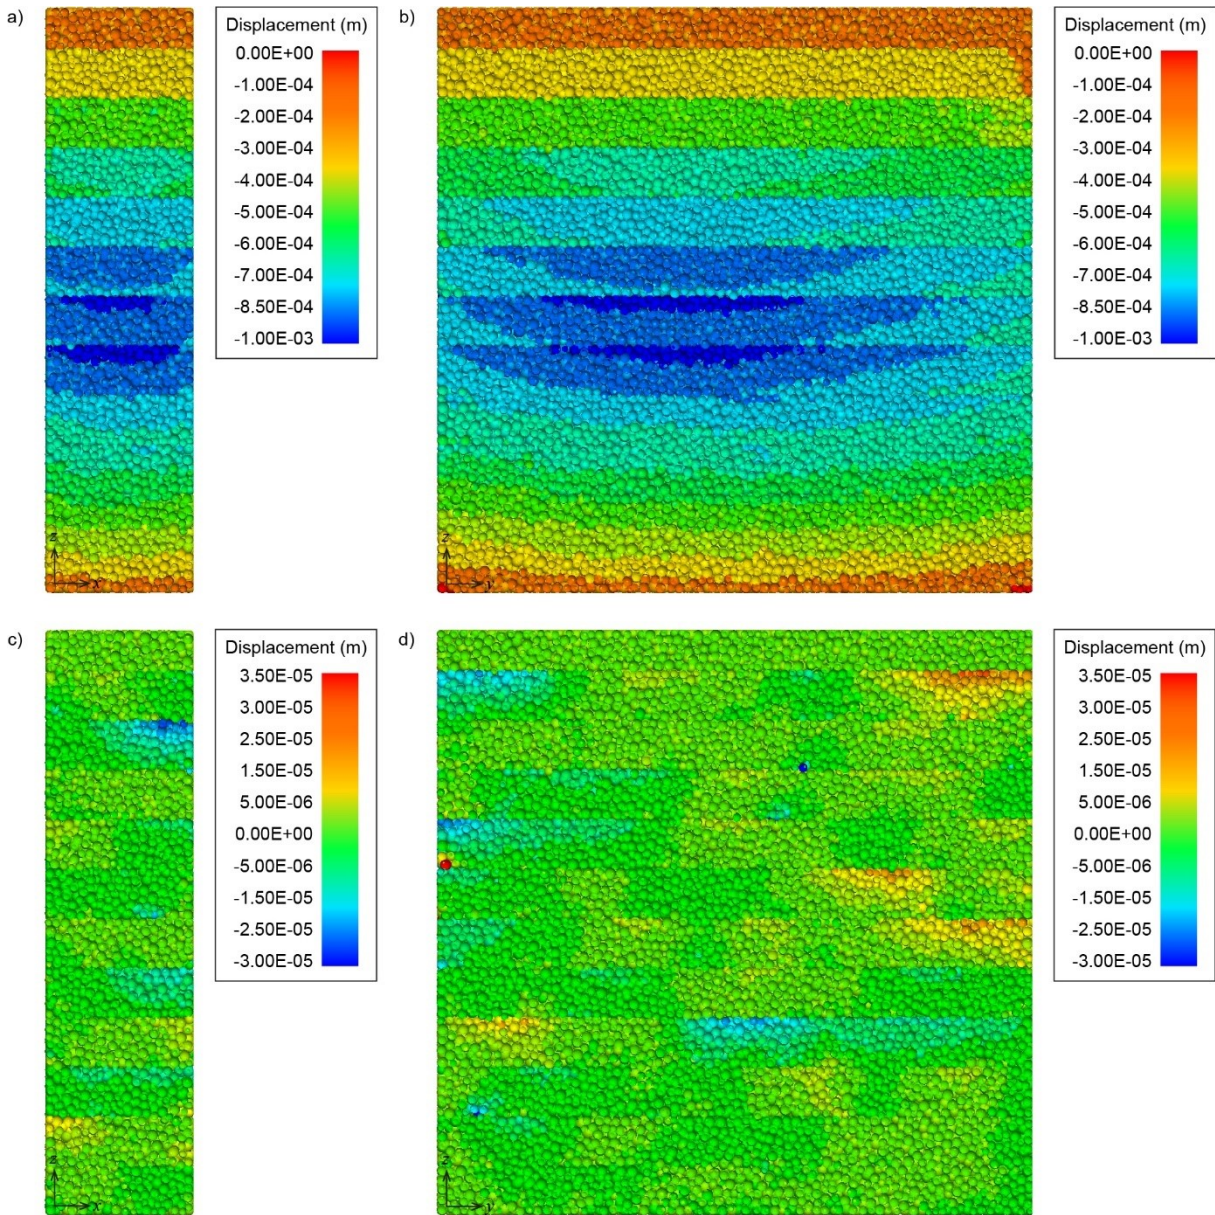 a)
Displacement (m)
0.00E+00
-1.00E-04
-2.00E-04
-3.00E-04
-4.00E-04
-5.00E-04
-6.00E-04
-7.00E-04
-8.50E-04
-1.00E-03
z
x
b)
Displacement (m)
0.00E+00
-1.00E-04
-2.00E-04
-3.00E-04
-4.00E-04
-5.00E-04
-6.00E-04
-7.00E-04
-8.50E-04
-1.00E-03
z
y
c)
Displacement (m)
3.50E-05
3.00E-05
2.50E-05
1.50E-05
5.00E-06
0.00E+00
-5.00E-06
-1.50E-05
-2.50E-05
-3.00E-05
z
x
d)
Displacement (m)
3.50E-05
3.00E-05
2.50E-05
1.50E-05
5.00E-06
0.00E+00
-5.00E-06
-1.50E-05
-2.50E-05
-3.00E-05
z
y